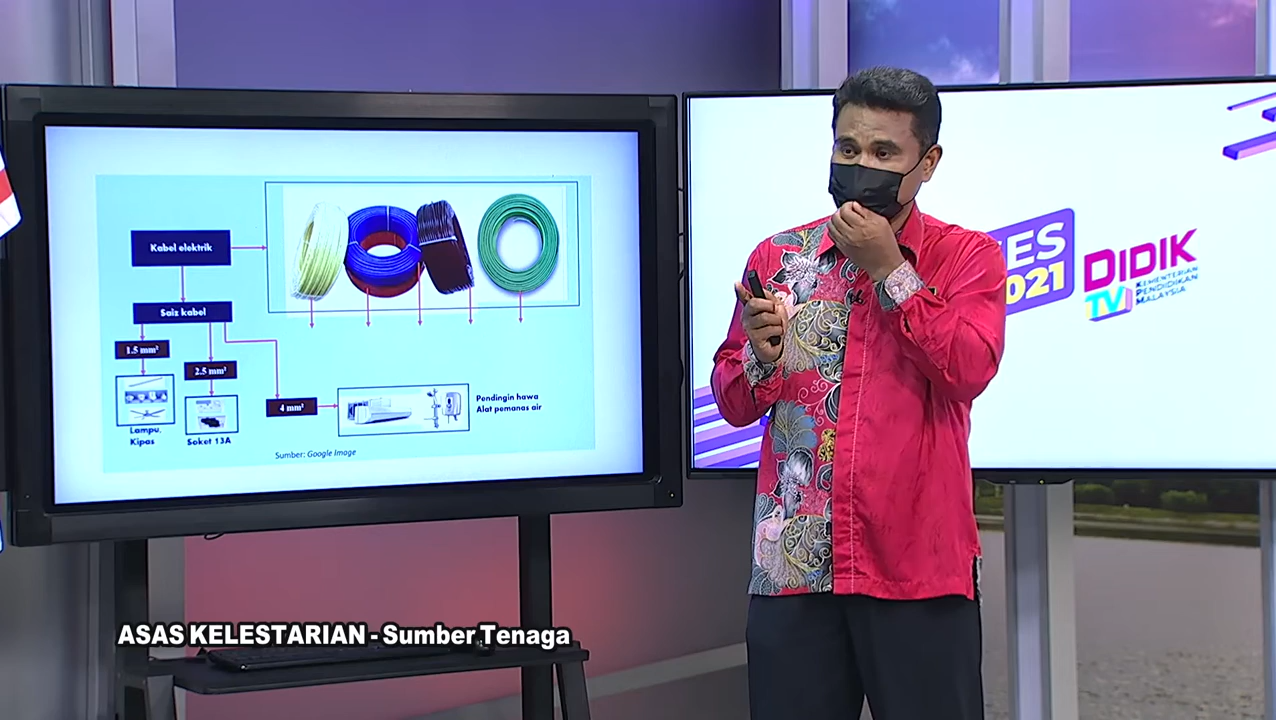 Kabel elektrik
Saiz kabel
1.5 mm²
2.5 mm²
4 mm²
Lampu,
Kipas
Soket 13A
Pendingin hawa
Alat pemanas air
Sumber: Google Image
2021
DIDIK
TV
KEMENTERIAN
PENDIDIKAN
MALAYSIA
ASAS KELESTARIAN - Sumber Tenaga